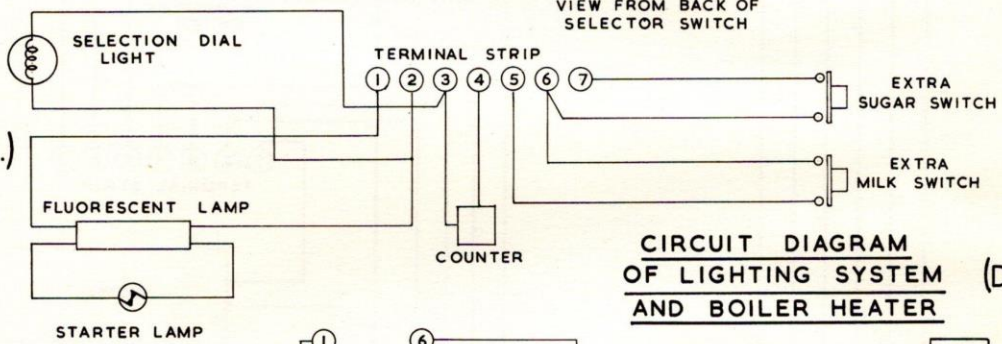 VIEW FROM BACK OF
SELECTOR SWITCH
SELECTION DIAL
LIGHT
TERMINAL STRIP
1 2 3 4 5 6 7
EXTRA
SUGAR SWITCH
.)
EXTRA
MILK SWITCH
FLUORESCENT LAMP
COUNTER
CIRCUIT DIAGRAM
OF LIGHTING SYSTEM
AND BOILER HEATER
STARTER LAMP
1 6